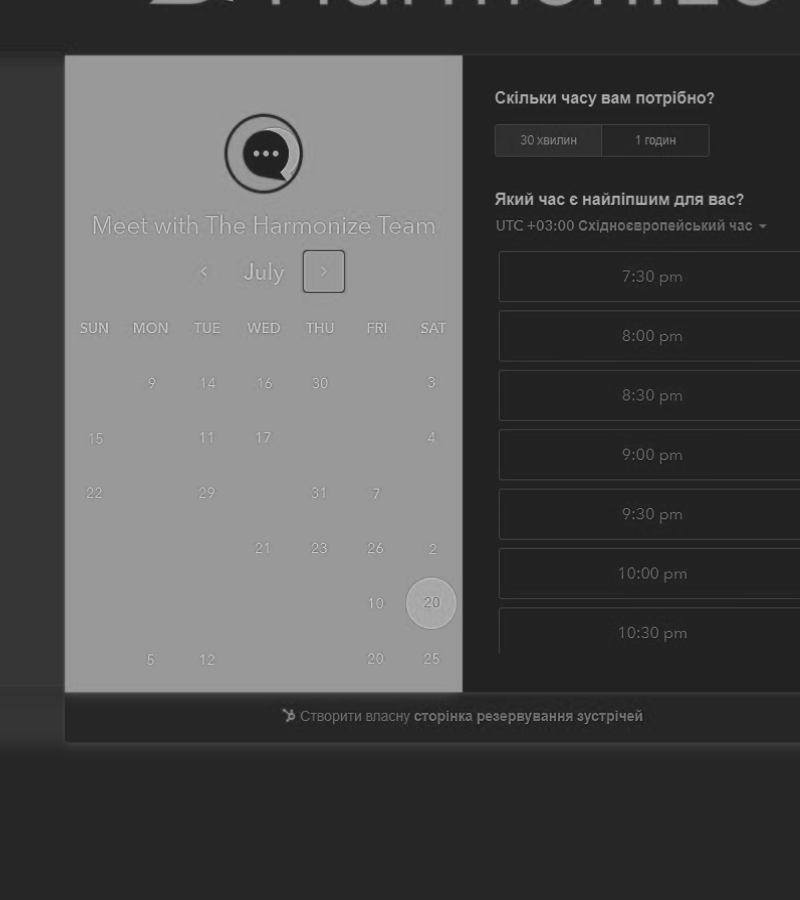 Harmonize
Meet with The Harmonize Team
July
SUN MON TUE WED THU FRI SAT
9 14 16 30 3
15 11 17 4
22 29 31 7
21 23 26 2
10 20
5 12 20 25
Скільки часу вам потрібно?
30 хвилин 1 годин
Який час є найліпшим для вас?
UTC +03:00 Східноєвропейський час
7:30 pm
8:00 pm
8:30 pm
9:00 pm
9:30 pm
10:00 pm
10:30 pm
Створити власну сторінка резервування зустрічей